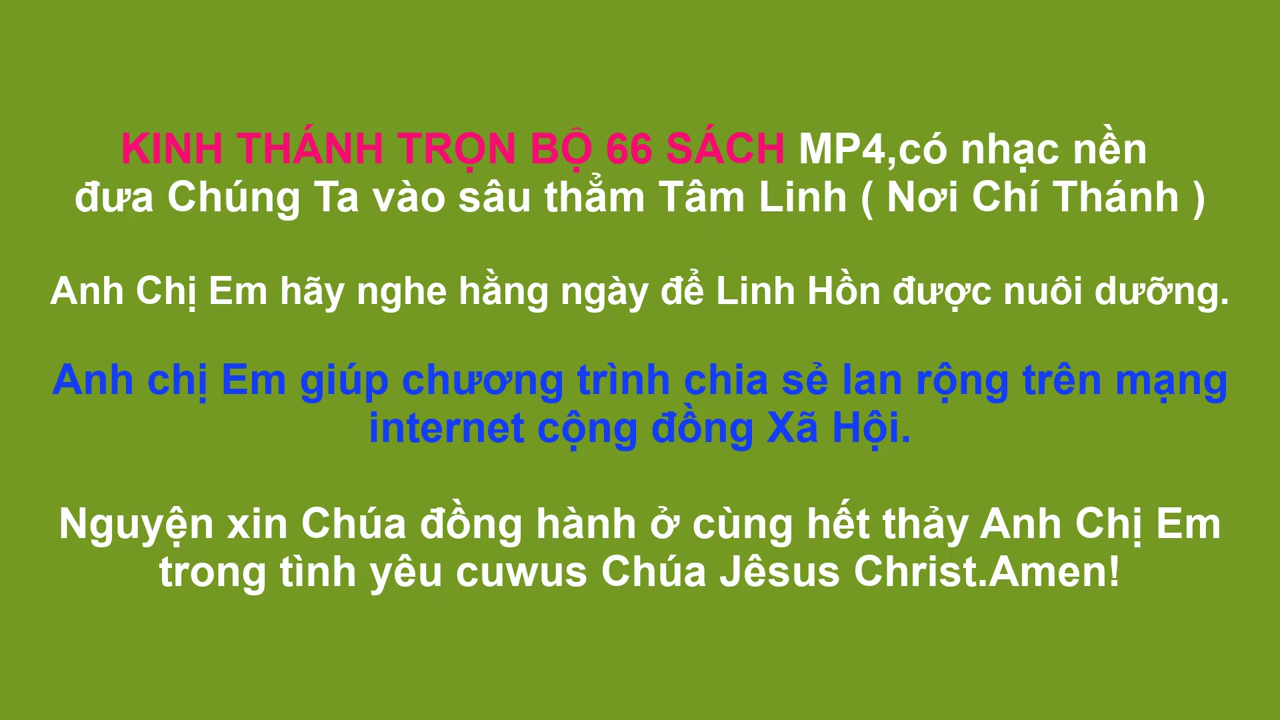 KINH THÁNH TRỌN BỘ 66 SÁCH MP4,có nhạc nền
đưa Chúng Ta vào sâu thẳm Tâm Linh ( Nơi Chí Thánh )
Anh Chị Em hãy nghe hằng ngày để Linh Hồn được nuôi dưỡng.
Anh chị Em giúp chương trình chia sẻ lan rộng trên mạng
internet cộng đồng Xã Hội.
Nguyện xin Chúa đồng hành ở cùng hết thảy Anh Chị Em
trong tình yêu cuwus Chúa Jêsus Christ.Amen!